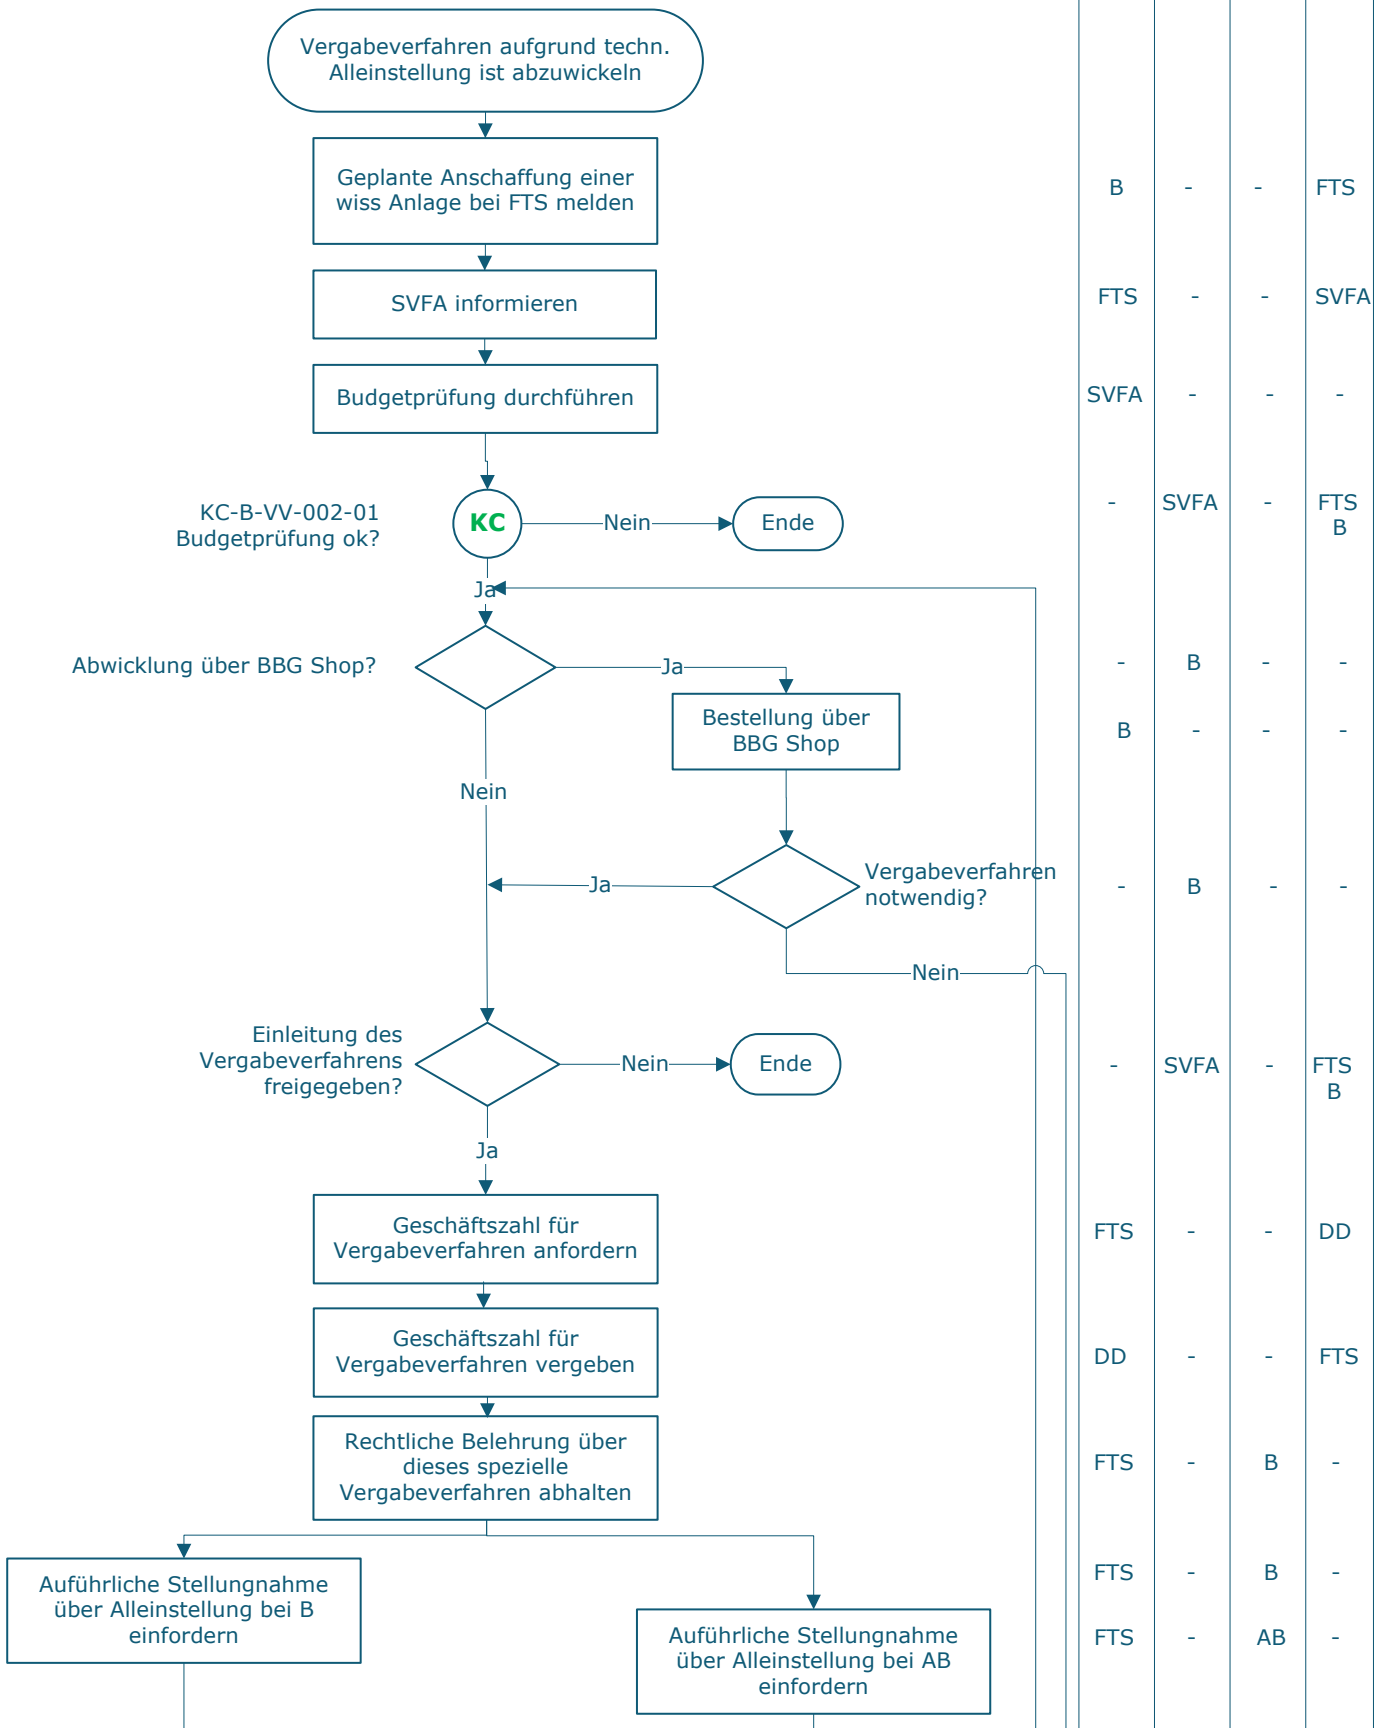 Vergabeverfahren aufgrund techn.
Alleinstellung ist abzuwickeln
Geplante Anschaffung einer
wiss Anlage bei FTS melden
B - - FTS
SVFA informieren
FTS - - SVFA
Budgetprüfung durchführen
SVFA - - -
KC-B-VV-002-01
Budgetprüfung ok?
KC
Nein
Ende
- SVFA - FTS
B
Ja
Abwicklung über BBG Shop?
Ja
- B - -
Bestellung über
BBG Shop
B - - -
Nein
Vergabeverfahren
notwendig?
Ja
- B - -
Nein
Einleitung des
Vergabeverfahrens
freigegeben?
Nein
Ende
- SVFA - FTS
B
Ja
Geschäftszahl für
Vergabeverfahren anfordern
FTS - - DD
Geschäftszahl für
Vergabeverfahren vergeben
DD - - FTS
Rechtliche Belehrung über
dieses spezielle
Vergabeverfahren abhalten
FTS - B -
Auführliche Stellungnahme
über Alleinstellung bei B
einfordern
FTS - B -
Auführliche Stellungnahme
über Alleinstellung bei AB
einfordern
FTS - AB -